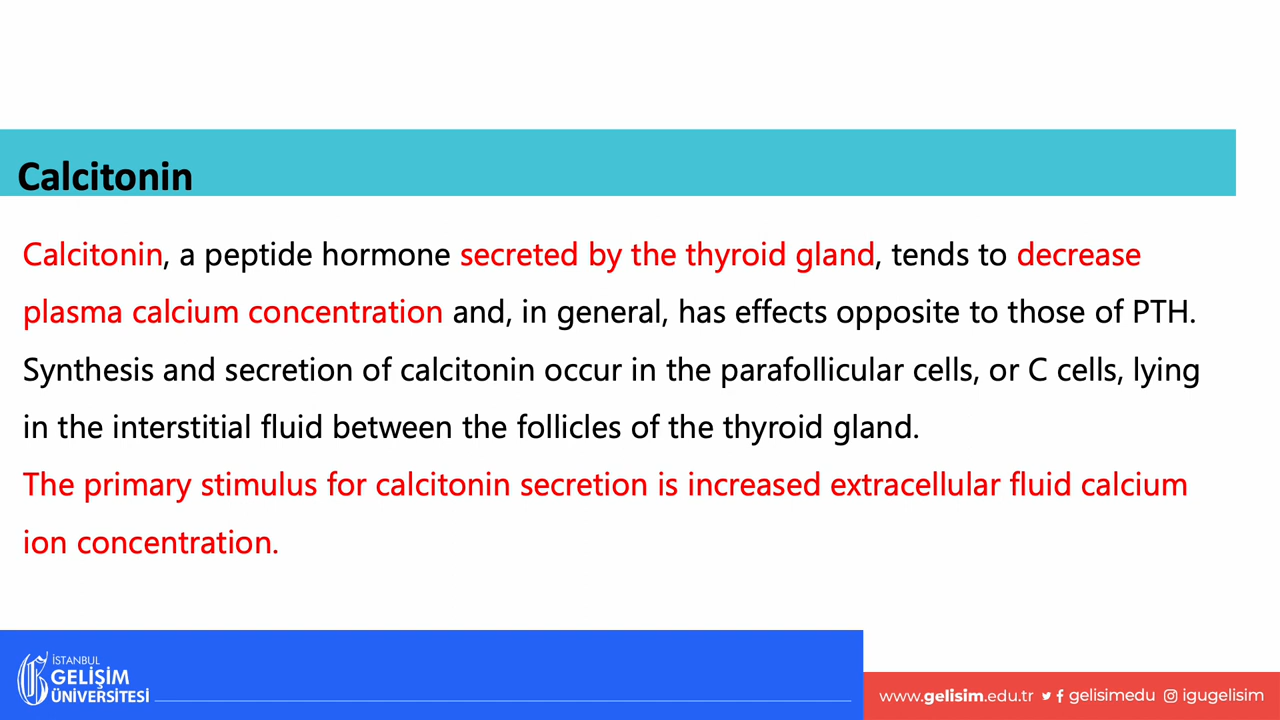 Calcitonin
Calcitonin, a peptide hormone secreted by the thyroid gland, tends to decrease
plasma calcium concentration and, in general, has effects opposite to those of PTH.
Synthesis and secretion of calcitonin occur in the parafollicular cells, or C cells, lying
in the interstitial fluid between the follicles of the thyroid gland.
The primary stimulus for calcitonin secretion is increased extracellular fluid calcium
ion concentration.
İSTANBUL
GELİŞİM
ÜNİVERSİTESİ
www.gelisim.edu.tr gelisimedu igugelisim